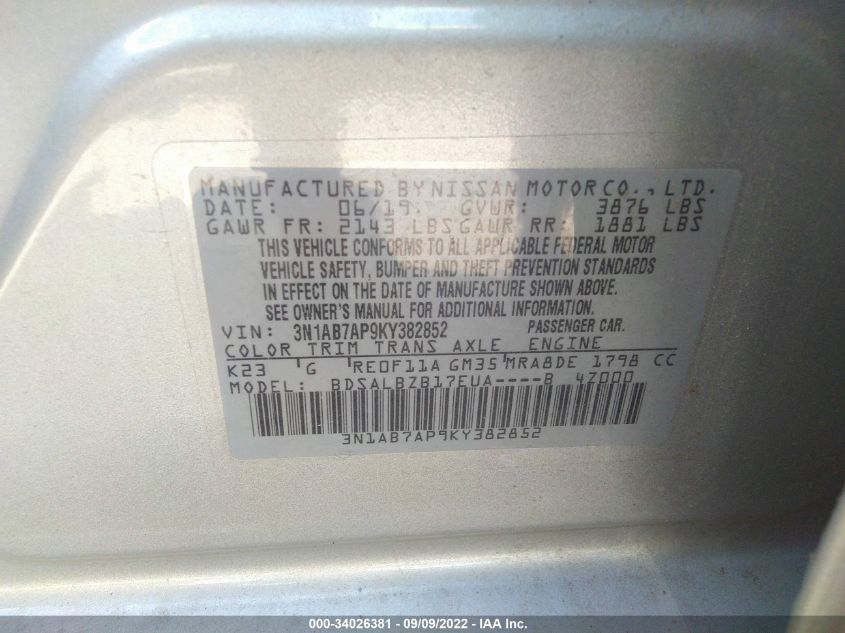 MANUFACTURED BY NISSAN MOTOR CO., LTD.
DATE: 06/19. GVWR: 3876 LBS
GAWR FR: 2143 LBS GAWR RR: 1881 LBS
THIS VEHICLE CONFORMS TO ALL APPLICABLE FEDERAL MOTOR
VEHICLE SAFETY, BUMPER AND THEFT PREVENTION STANDARDS
IN EFFECT ON THE DATE OF MANUFACTURE SHOWN ABOVE.
SEE OWNER'S MANUAL FOR ADDITIONAL INFORMATION.
VIN: 3N1AB7AP9KY382852 PASSENGER CAR.
COLOR TRIM TRANS AXLE ENGINE
K23 G RE0F11A GM35 MRA8DE 1798 CC
MODEL: BDSALBZB17EUA----B 4Z000
3N1AB7AP9KY382852
000-34026381 - 09/09/2022 - IAA Inc.